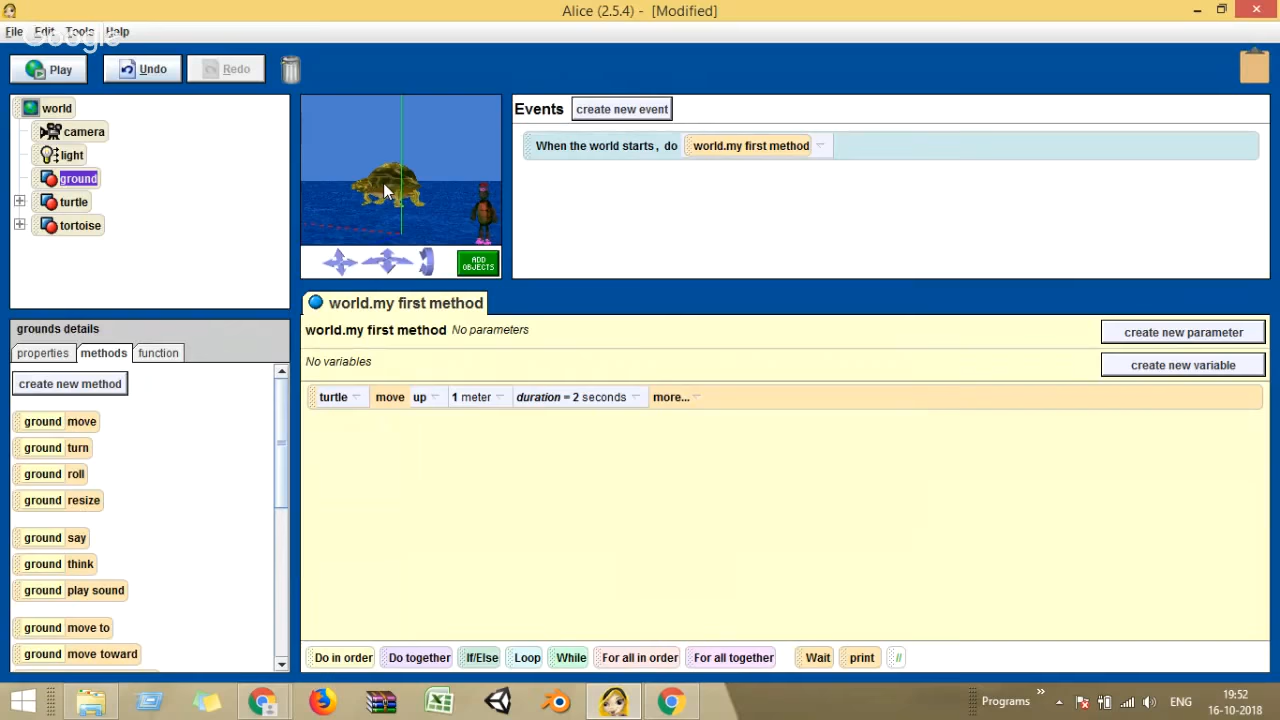 Alice (2.5.4) - [Modified]
File Edit Tools Help
Google
Play Undo Redo
world
camera
light
ground
turtle
tortoise
ADD OBJECTS
Events create new event
When the world starts, do world.my first method
grounds details
properties methods function
create new method
ground move
ground turn
ground roll
ground resize
ground say
ground think
ground play sound
ground move to
ground move toward
world.my first method
world.my first method No parameters
create new parameter
No variables
create new variable
turtle move up 1 meter duration = 2 seconds more...
Do in order Do together If/Else Loop While For all in order For all together Wait print //
Programs » ENG 19:52
16-10-2018